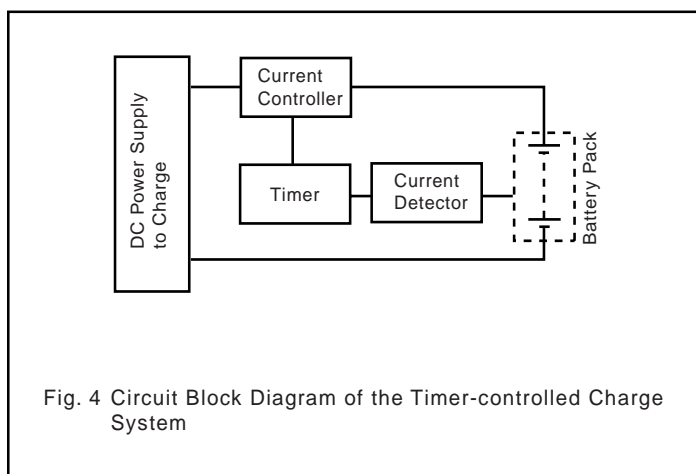 DC Power Supply
to Charge
Current
Controller
Timer
Current
Detector
Battery Pack
Fig. 4 Circuit Block Diagram of the Timer-controlled Charge
System